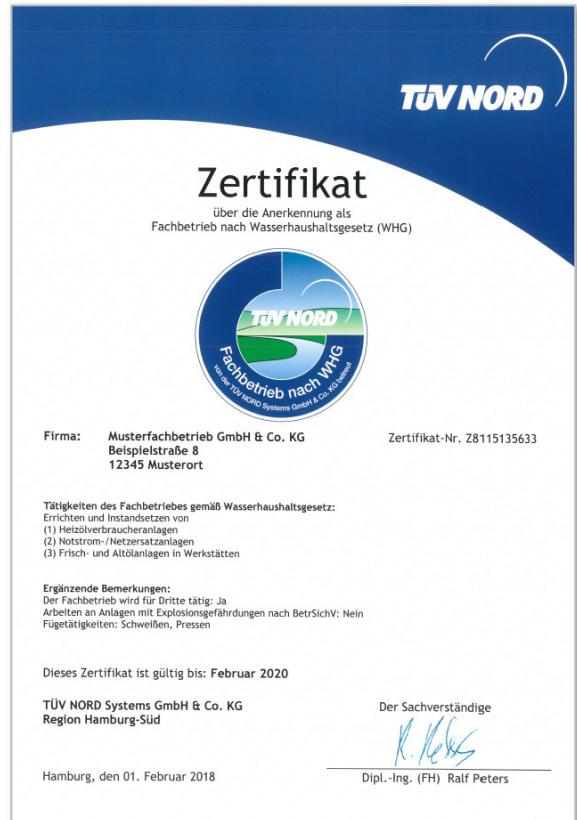 TÜV NORD
Zertifikat
über die Anerkennung als
Fachbetrieb nach Wasserhaushaltsgesetz (WHG)
TÜV NORD
Fachbetrieb nach WHG
von der TÜV NORD Systems GmbH & Co. KG betreut
Firma: Musterfachbetrieb GmbH & Co. KG Zertifikat-Nr. Z8115135633
Beispielstraße 8
12345 Musterort
Tätigkeiten des Fachbetriebes gemäß Wasserhaushaltsgesetz:
Errichten und Instandsetzen von
(1) Heizölverbraucheranlagen
(2) Notstrom-/Netzersatzanlagen
(3) Frisch- und Altölanlagen in Werkstätten
Ergänzende Bemerkungen:
Der Fachbetrieb wird für Dritte tätig: Ja
Arbeiten an Anlagen mit Explosionsgefährdungen nach BetrSichV: Nein
Fügetätigkeiten: Schweißen, Pressen
Dieses Zertifikat ist gültig bis: Februar 2020
TÜV NORD Systems GmbH & Co. KG Der Sachverständige
Region Hamburg-Süd
Hamburg, den 01. Februar 2018 Dipl.-Ing. (FH) Ralf Peters